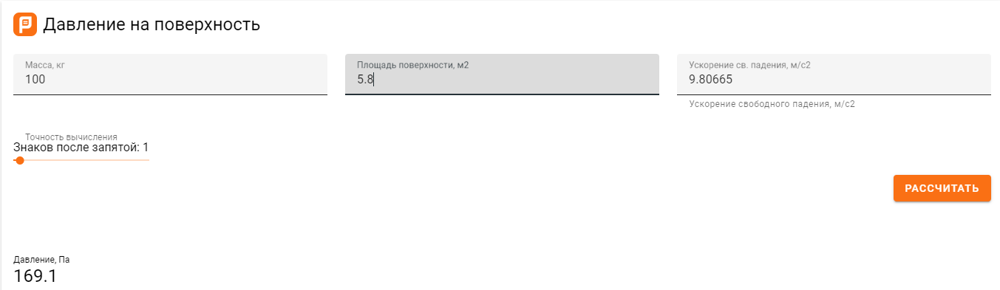 Давление на поверхность
Масса, кг
100
Площадь поверхности, м2
5.8
Ускорение св. падения, м/с2
9.80665
Ускорение свободного падения, м/с2
Точность вычисления
Знаков после запятой: 1
РАССЧИТАТЬ
Давление, Па
169.1